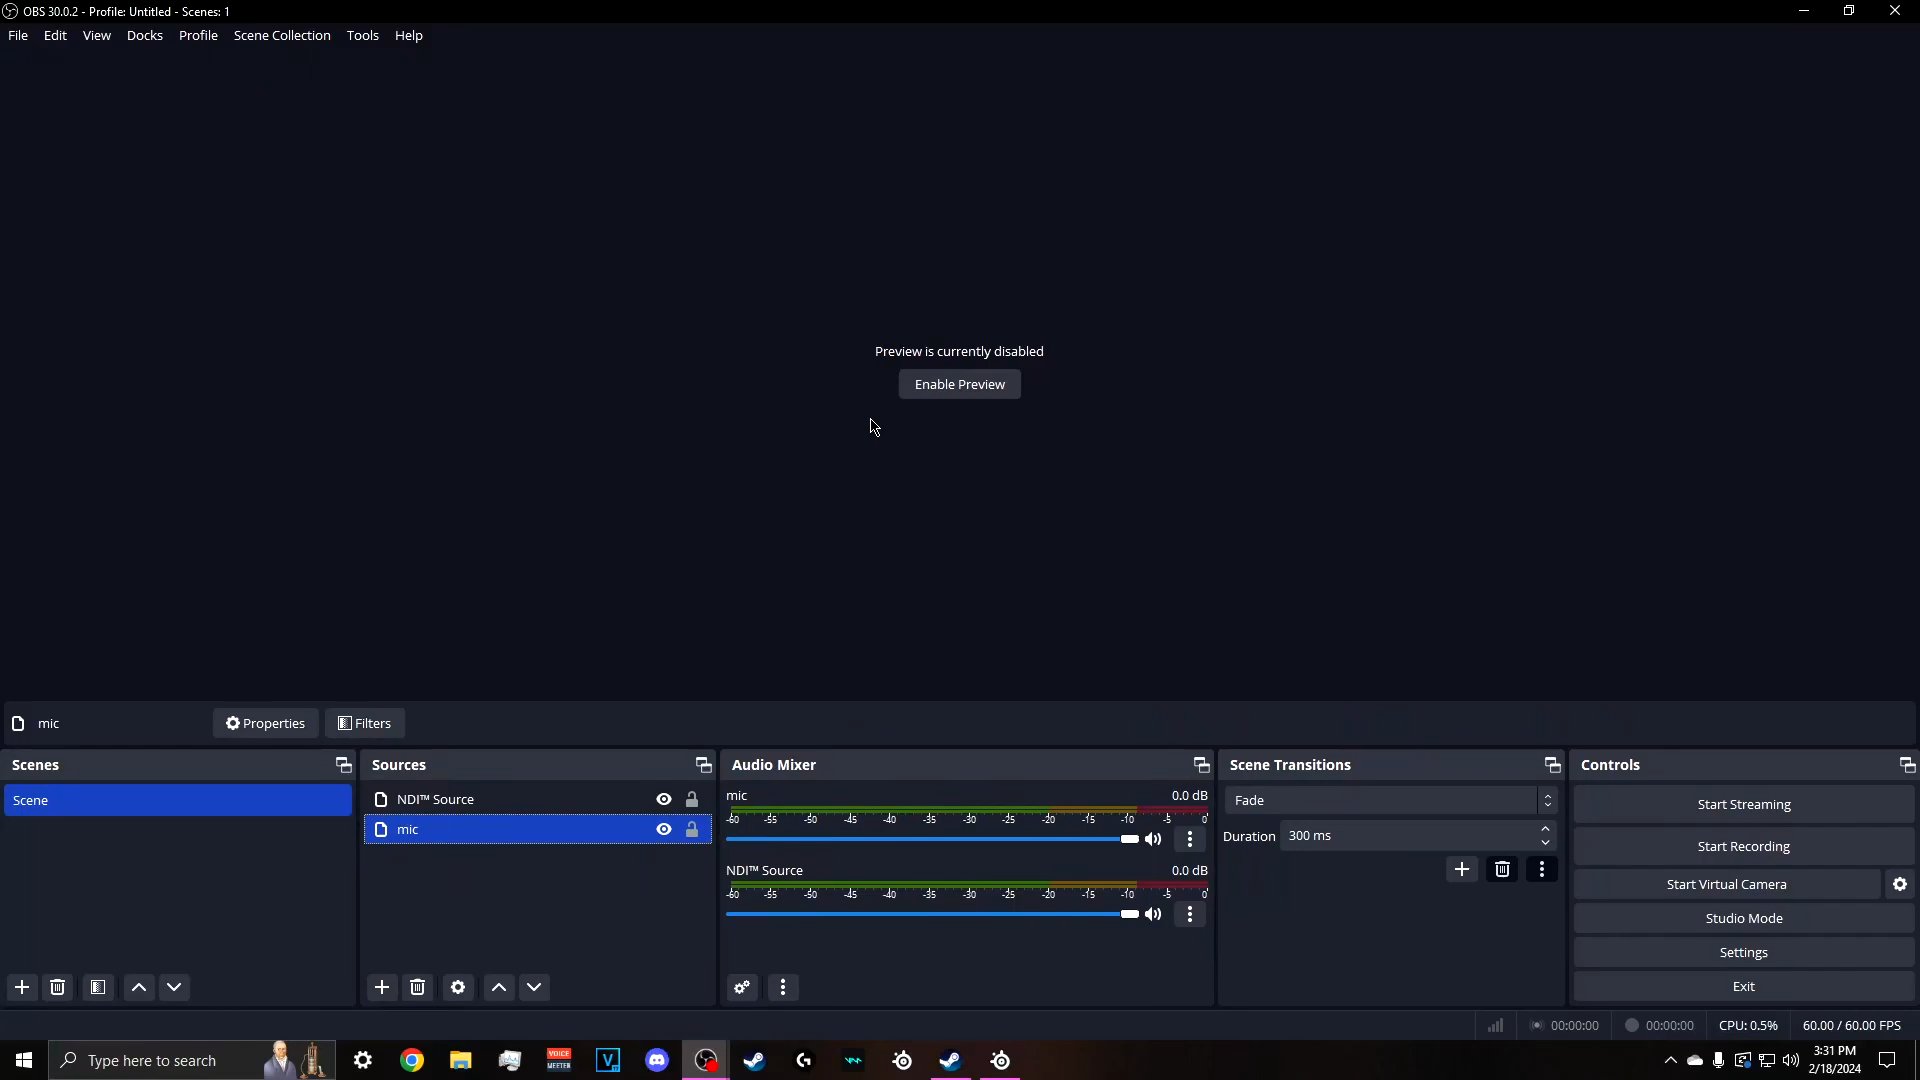 OBS 30.0.2 - Profile: Untitled - Scenes: 1
File Edit View Docks Profile Scene Collection Tools Help
Preview is currently disabled
Enable Preview
mic Properties Filters
Scenes
Scene
Sources
NDI™ Source
mic
Audio Mixer
mic 0.0 dB
-60 -55 -50 -45 -40 -35 -30 -25 -20 -15 -10 -5 0
NDI™ Source 0.0 dB
-60 -55 -50 -45 -40 -35 -30 -25 -20 -15 -10 -5 0
Scene Transitions
Fade
Duration 300 ms
Controls
Start Streaming
Start Recording
Start Virtual Camera
Studio Mode
Settings
Exit
00:00:00 00:00:00 CPU: 0.5% 60.00 / 60.00 FPS
Type here to search
VOICE
MEETER
V
3:31 PM
2/18/2024